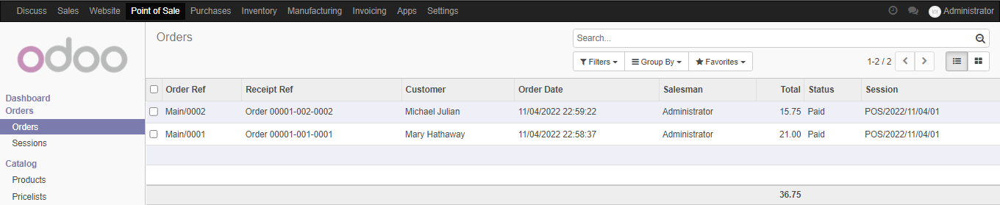 Discuss Sales Website Point of Sale Purchases Inventory Manufacturing Invoicing Apps Settings Administrator
odoo
Orders
Search...
Filters Group By Favorites 1-2 / 2
Dashboard
Orders
Orders
Sessions
Catalog
Products
Pricelists
Order Ref Receipt Ref Customer Order Date Salesman Total Status Session
Main/0002 Order 00001-002-0002 Michael Julian 11/04/2022 22:59:22 Administrator 15.75 Paid POS/2022/11/04/01
Main/0001 Order 00001-001-0001 Mary Hathaway 11/04/2022 22:58:37 Administrator 21.00 Paid POS/2022/11/04/01
36.75